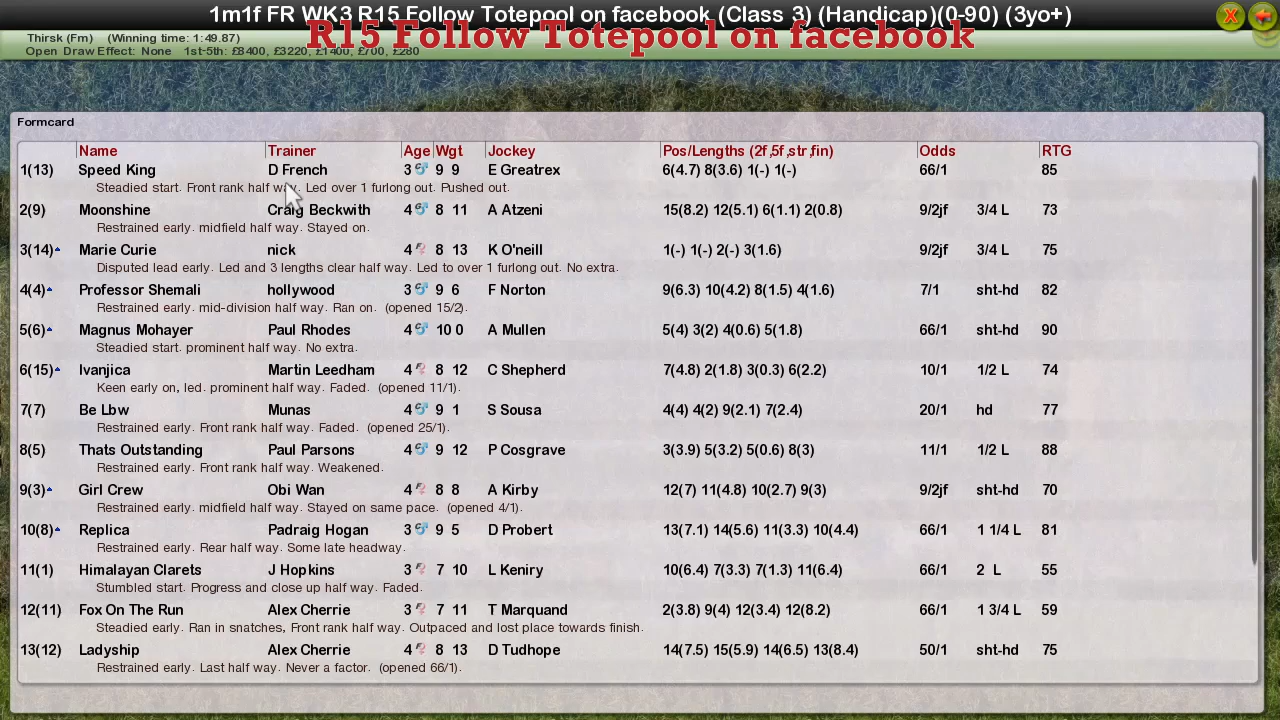 1m1f FR WK3 R15 Follow Totepool on facebook (Class 3) (Handicap)(0-90) (3yo+)
R15 Follow Totepool on facebook
Thirsk (Fm) (Winning time: 1:49.87)
Open Draw Effect: None 1st-5th: £8400, £3220, £1400, £700, £280
Formcard
Name Trainer Age Wgt Jockey Pos/Lengths (2f,5f,str,fin) Odds RTG
1(13) Speed King D French 3 9 9 E Greatrex 6(4.7) 8(3.6) 1(-) 1(-) 66/1 85
Steadied start. Front rank half way. Led over 1 furlong out. Pushed out.
2(9) Moonshine Craig Beckwith 4 8 11 A Atzeni 15(8.2) 12(5.1) 6(1.1) 2(0.8) 9/2jf 3/4 L 73
Restrained early. midfield half way. Stayed on.
3(14) Marie Curie nick 4 8 13 K O'neill 1(-) 1(-) 2(-) 3(1.6) 9/2jf 3/4 L 75
Disputed lead early. Led and 3 lengths clear half way. Led to over 1 furlong out. No extra.
4(4) Professor Shemali hollywood 3 9 6 F Norton 9(6.3) 10(4.2) 8(1.5) 4(1.6) 7/1 sht-hd 82
Restrained early. mid-division half way. Ran on. (opened 15/2).
5(6) Magnus Mohayer Paul Rhodes 4 10 0 A Mullen 5(4) 3(2) 4(0.6) 5(1.8) 66/1 sht-hd 90
Steadied start. prominent half way. No extra.
6(15) Ivanjica Martin Leedham 4 8 12 C Shepherd 7(4.8) 2(1.8) 3(0.3) 6(2.2) 10/1 1/2 L 74
Keen early on, led. prominent half way. Faded. (opened 11/1).
7(7) Be Lbw Munas 4 9 1 S Sousa 4(4) 4(2) 9(2.1) 7(2.4) 20/1 hd 77
Restrained early. Front rank half way. Faded. (opened 25/1).
8(5) Thats Outstanding Paul Parsons 4 9 12 P Cosgrave 3(3.9) 5(3.2) 5(0.6) 8(3) 11/1 1/2 L 88
Restrained early. Front rank half way. Weakened.
9(3) Girl Crew Obi Wan 4 8 8 A Kirby 12(7) 11(4.8) 10(2.7) 9(3) 9/2jf sht-hd 70
Restrained early. midfield half way. Stayed on same pace. (opened 4/1).
10(8) Replica Padraig Hogan 3 9 5 D Probert 13(7.1) 14(5.6) 11(3.3) 10(4.4) 66/1 1 1/4 L 81
Restrained early. Rear half way. Some late headway.
11(1) Himalayan Clarets J Hopkins 3 7 10 L Keniry 10(6.4) 7(3.3) 7(1.3) 11(6.4) 66/1 2 L 55
Stumbled start. Progress and close up half way. Faded.
12(11) Fox On The Run Alex Cherrie 3 7 11 T Marquand 2(3.8) 9(4) 12(3.4) 12(8.2) 66/1 1 3/4 L 59
Steadied early. Ran in snatches, Front rank half way. Outpaced and lost place towards finish.
13(12) Ladyship Alex Cherrie 4 8 13 D Tudhope 14(7.5) 15(5.9) 14(6.5) 13(8.4) 50/1 sht-hd 75
Restrained early. Last half way. Never a factor. (opened 66/1).